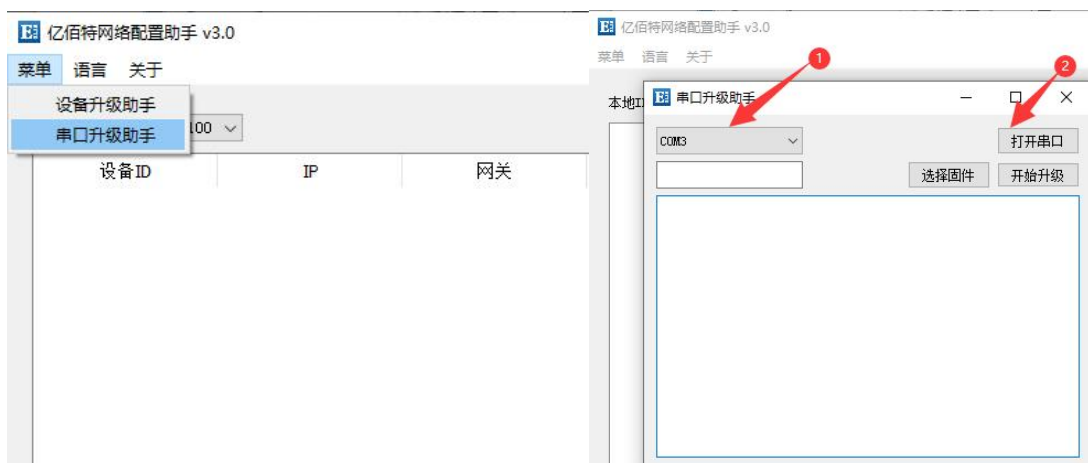 亿佰特网络配置助手 v3.0
菜单 语言 关于
设备升级助手
串口升级助手
100
设备ID IP 网关
亿佰特网络配置助手 v3.0
菜单 语言 关于
1
2
本地I
串口升级助手
COM3 打开串口
选择固件 开始升级